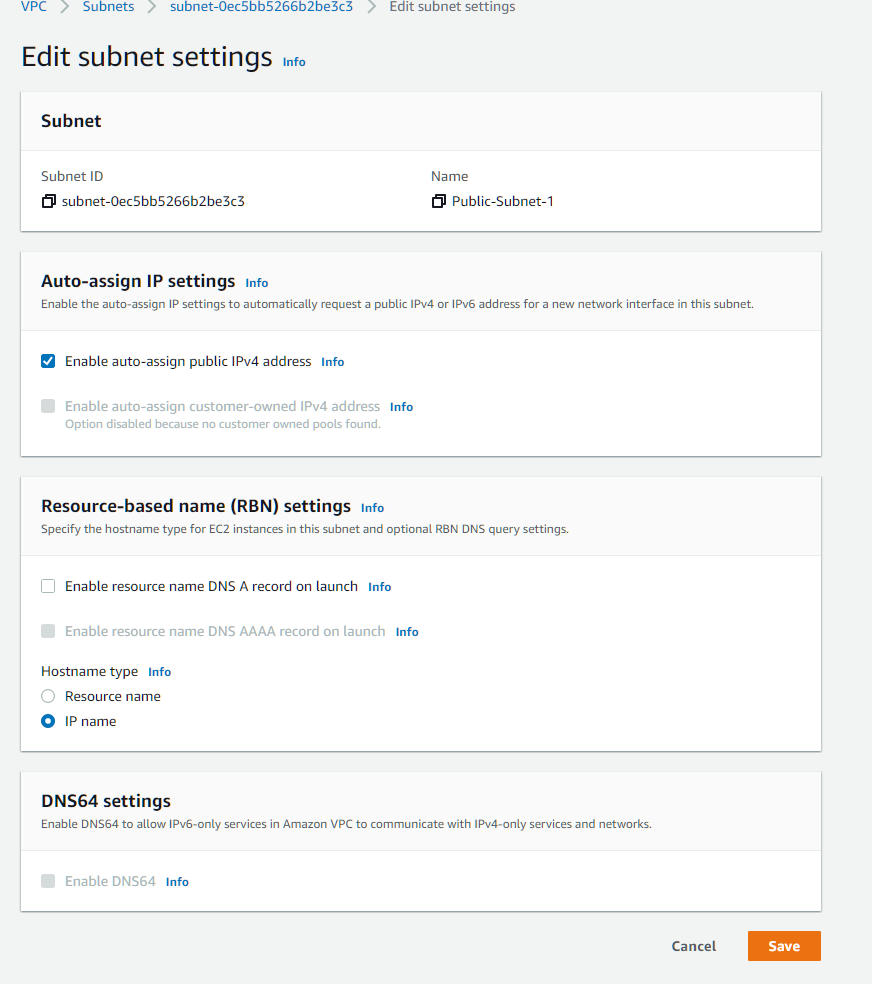 VPC > Subnets > subnet-0ec5bb5266b2be3c3 > Edit subnet settings
Edit subnet settings Info
Subnet
Subnet ID Name
subnet-0ec5bb5266b2be3c3 Public-Subnet-1
Auto-assign IP settings Info
Enable the auto-assign IP settings to automatically request a public IPv4 or IPv6 address for a new network interface in this subnet.
Enable auto-assign public IPv4 address Info
Enable auto-assign customer-owned IPv4 address Info
Option disabled because no customer owned pools found.
Resource-based name (RBN) settings Info
Specify the hostname type for EC2 instances in this subnet and optional RBN DNS query settings.
Enable resource name DNS A record on launch Info
Enable resource name DNS AAAA record on launch Info
Hostname type Info
Resource name
IP name
DNS64 settings
Enable DNS64 to allow IPv6-only services in Amazon VPC to communicate with IPv4-only services and networks.
Enable DNS64 Info
Cancel Save